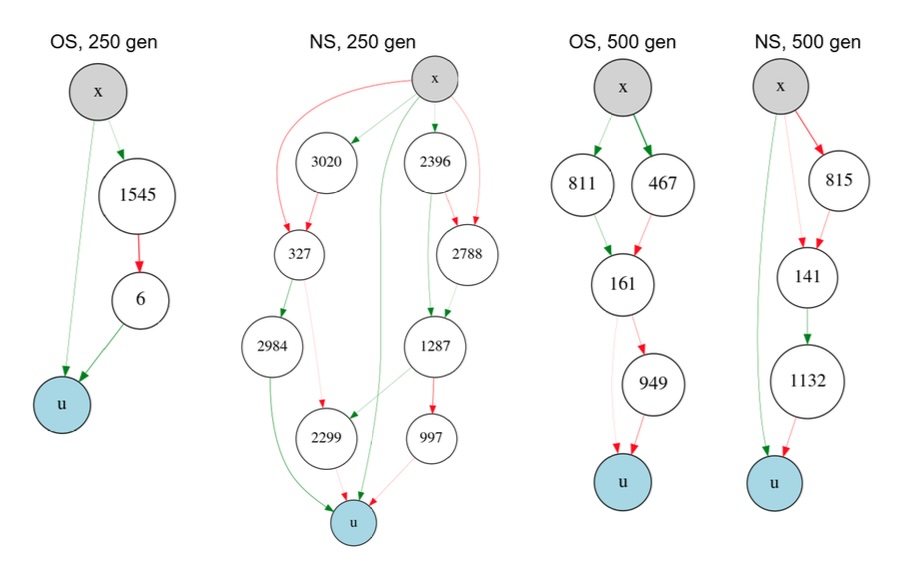 OS, 250 gen
x
1545
6
u
NS, 250 gen
x
3020
2396
327
2788
2984
1287
2299
997
u
OS, 500 gen
x
811
467
161
949
u
NS, 500 gen
x
815
141
1132
u